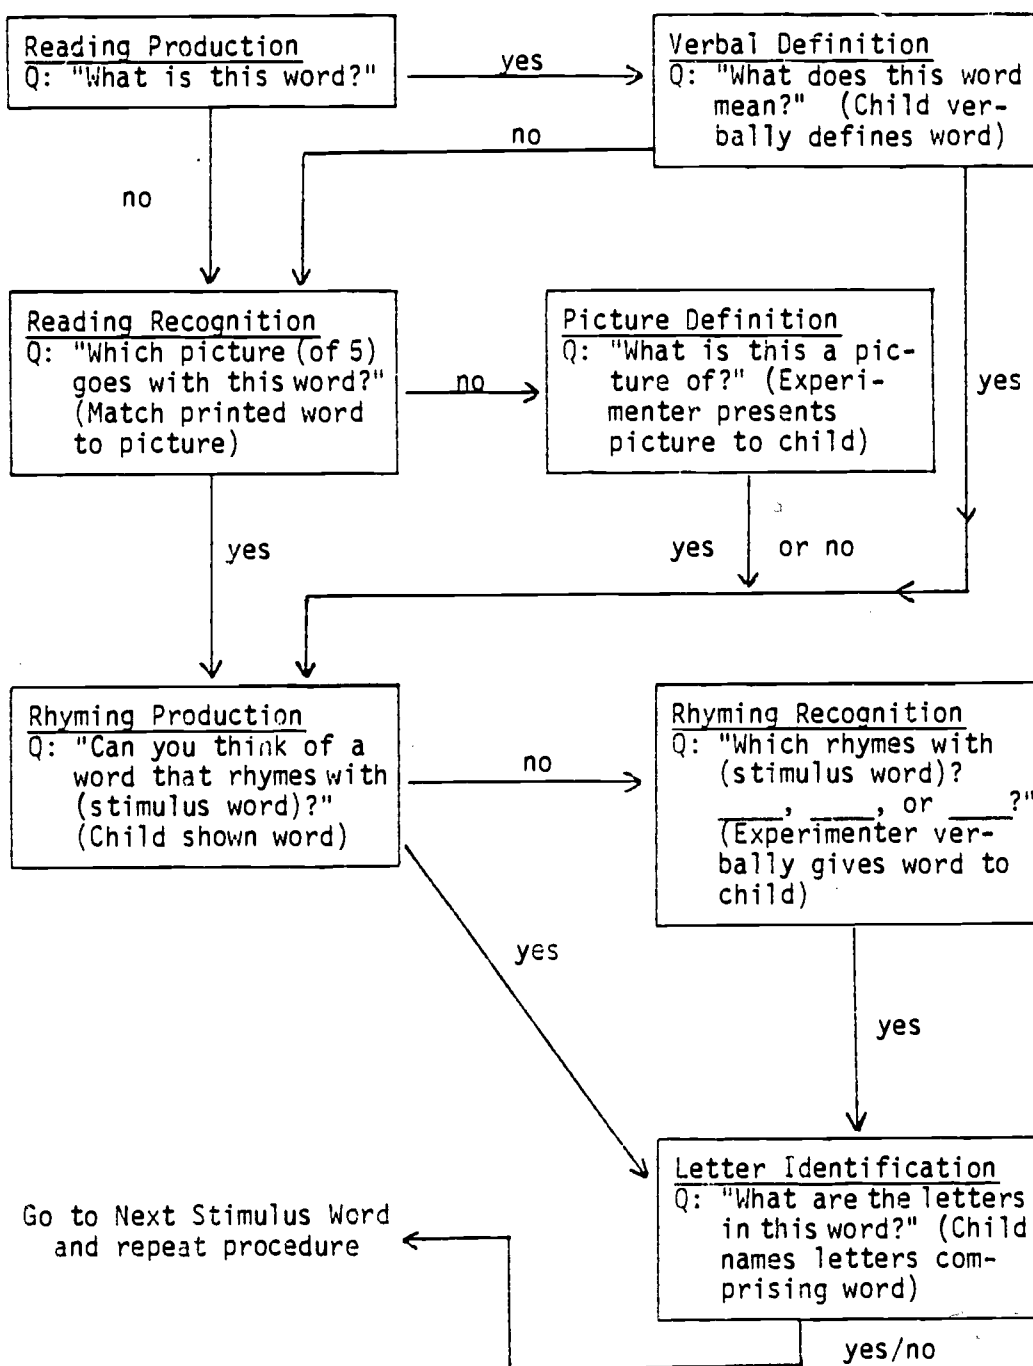 Reading Production
Q: "What is this word?"
yes
Verbal Definition
Q: "What does this word
mean?" (Child ver-
bally defines word)
no
no
Reading Recognition
Q: "Which picture (of 5)
goes with this word?"
(Match printed word
to picture)
no
Picture Definition
Q: "What is this a pic-
ture of?" (Experi-
menter presents
picture to child)
yes
yes
yes or no
Rhyming Production
Q: "Can you think of a
word that rhymes with
(stimulus word)?"
(Child shown word)
no
Rhyming Recognition
Q: "Which rhymes with
(stimulus word)?
____, ____, or ____?"
(Experimenter ver-
bally gives word to
child)
yes
yes
Letter Identification
Q: "What are the letters
in this word?" (Child
names letters com-
prising word)
Go to Next Stimulus Word
and repeat procedure
yes/no